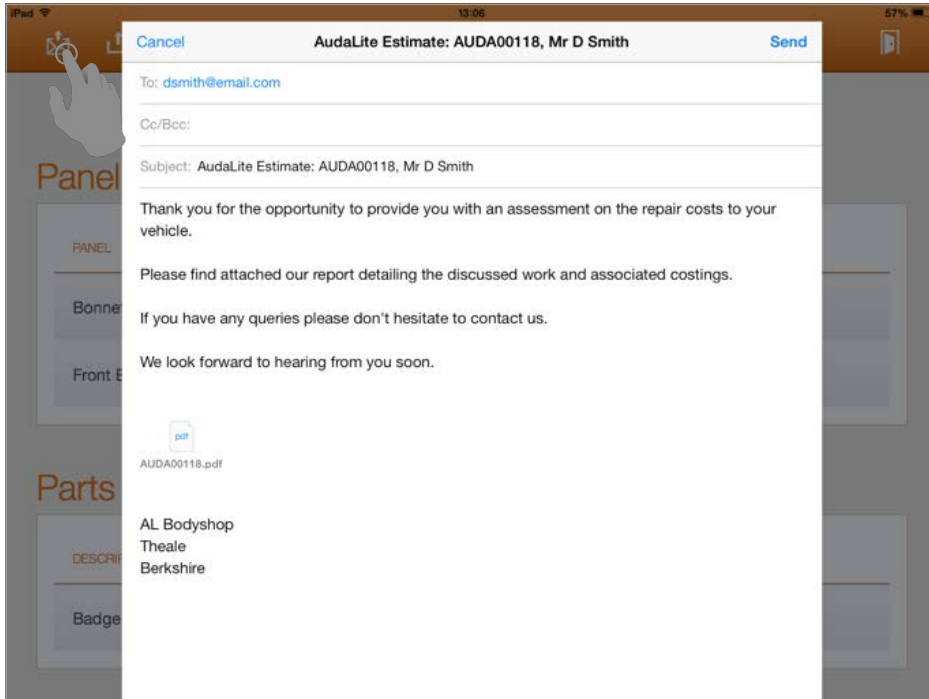 iPad 13:06 57%
Cancel AudaLite Estimate: AUDA00118, Mr D Smith Send
To: dsmith@email.com
Cc/Bcc:
Subject: AudaLite Estimate: AUDA00118, Mr D Smith
Panel
Thank you for the opportunity to provide you with an assessment on the repair costs to your
vehicle.
PANEL
Please find attached our report detailing the discussed work and associated costings.
Bonne
If you have any queries please don't hesitate to contact us.
We look forward to hearing from you soon.
Front
pdf
AUDA00118.pdf
Parts
AL Bodyshop
Theale
DESCRI
Berkshire
Badge